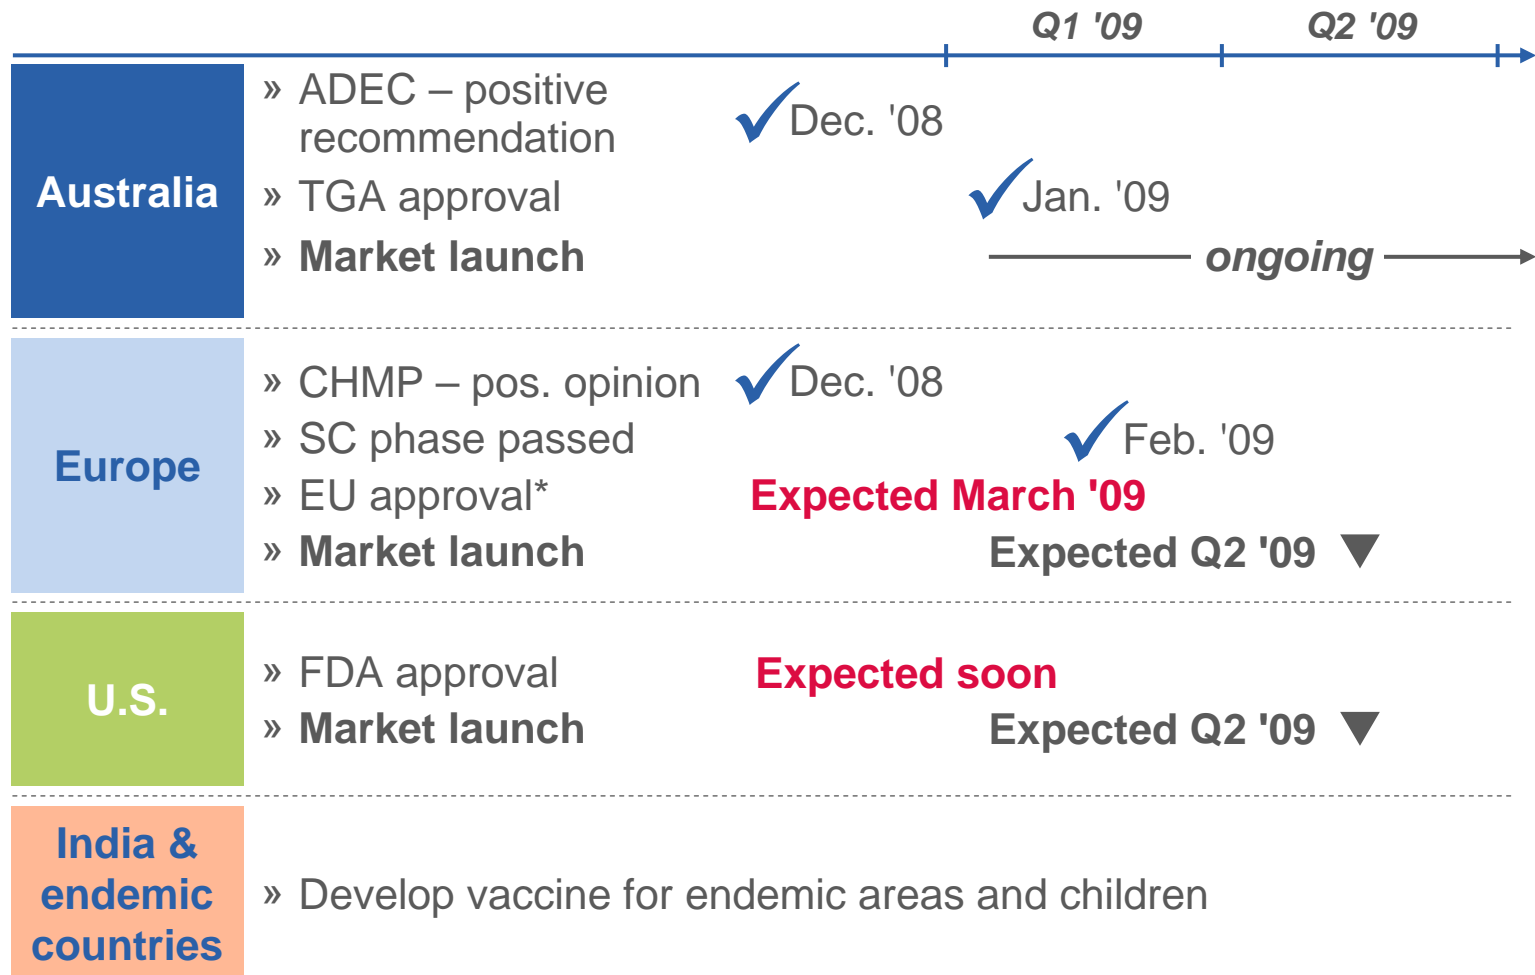 Q1 '09 Q2 '09
Australia
» ADEC – positive
recommendation
Dec. '08
» TGA approval
Jan. '09
» Market launch
ongoing
Europe
» CHMP – pos. opinion
Dec. '08
» SC phase passed
Feb. '09
» EU approval*
Expected March '09
» Market launch
Expected Q2 '09
U.S.
» FDA approval
Expected soon
» Market launch
Expected Q2 '09
India &
endemic
countries
» Develop vaccine for endemic areas and children